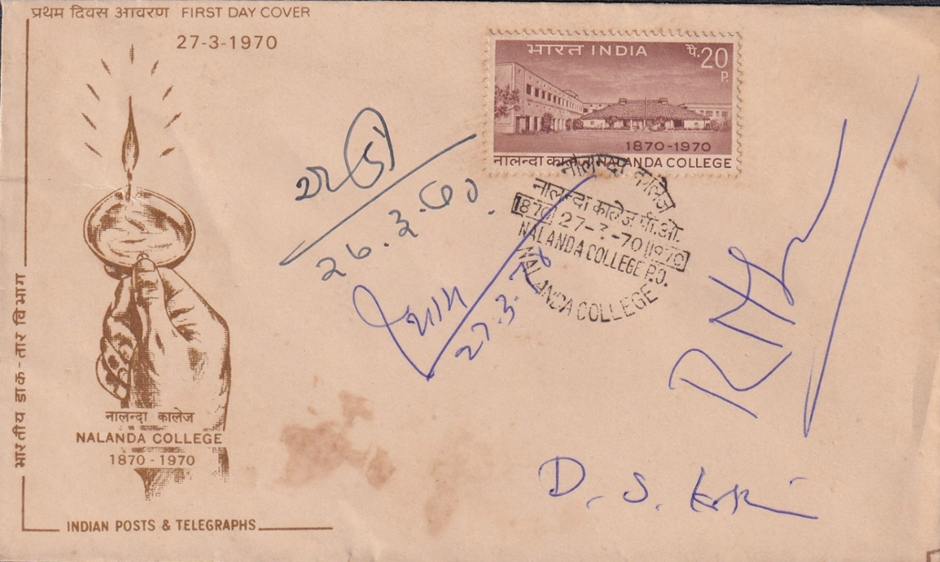 प्रथम दिवस आवरण FIRST DAY COVER
27-3-1970
भारत INDIA
पै. 20
P.
1870-1970
नालन्दा कालेज NALANDA COLLEGE
नालन्दा कालेज
नालन्दा कालेज पी.ओ.
1870 27-3-70 1970
NALANDA COLLEGE P.O.
NALANDA COLLEGE
26.3.70.
27.3.70
D. S.
भारतीय डाक-तार विभाग
नालन्दा कालेज
NALANDA COLLEGE
1870-1970
INDIAN POSTS & TELEGRAPHS